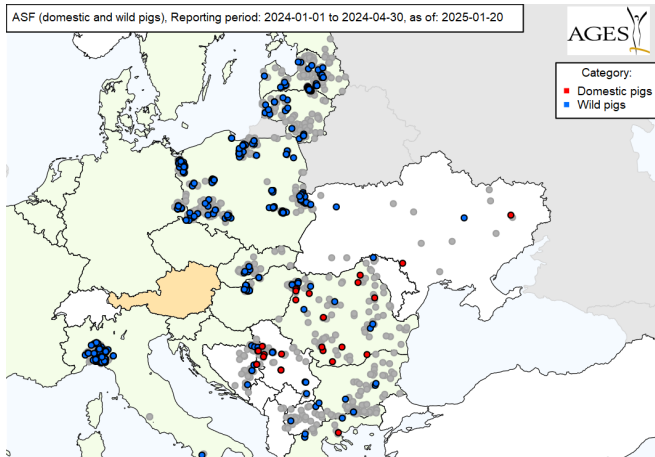 ASF (domestic and wild pigs), Reporting period: 2024-01-01 to 2024-04-30, as of: 2025-01-20
AGES
Category:
Domestic pigs
Wild pigs